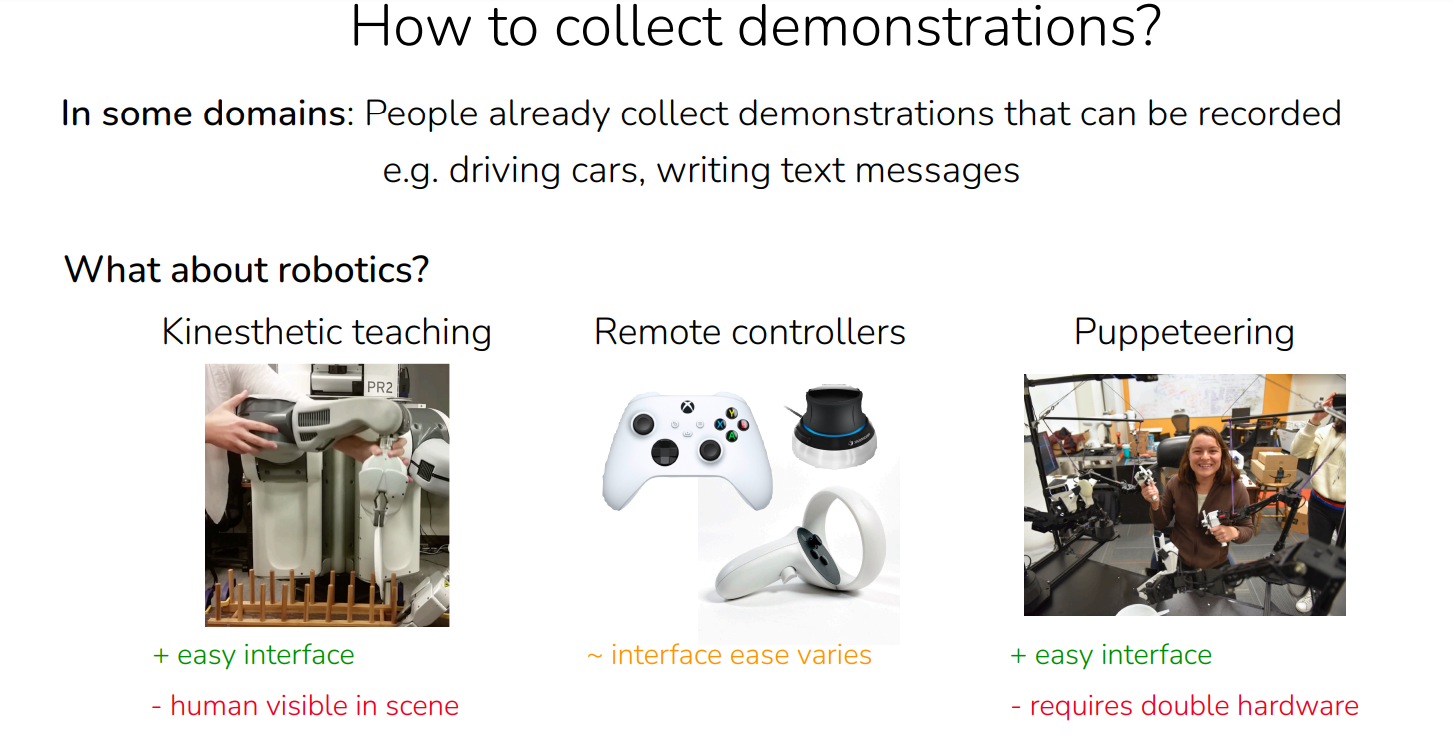 How to collect demonstrations?
In some domains: People already collect demonstrations that can be recorded
e.g. driving cars, writing text messages
What about robotics?
Kinesthetic teaching
Remote controllers
Puppeteering
PR2
Y
X
B
A
+ easy interface
~ interface ease varies
+ easy interface
- human visible in scene
- requires double hardware